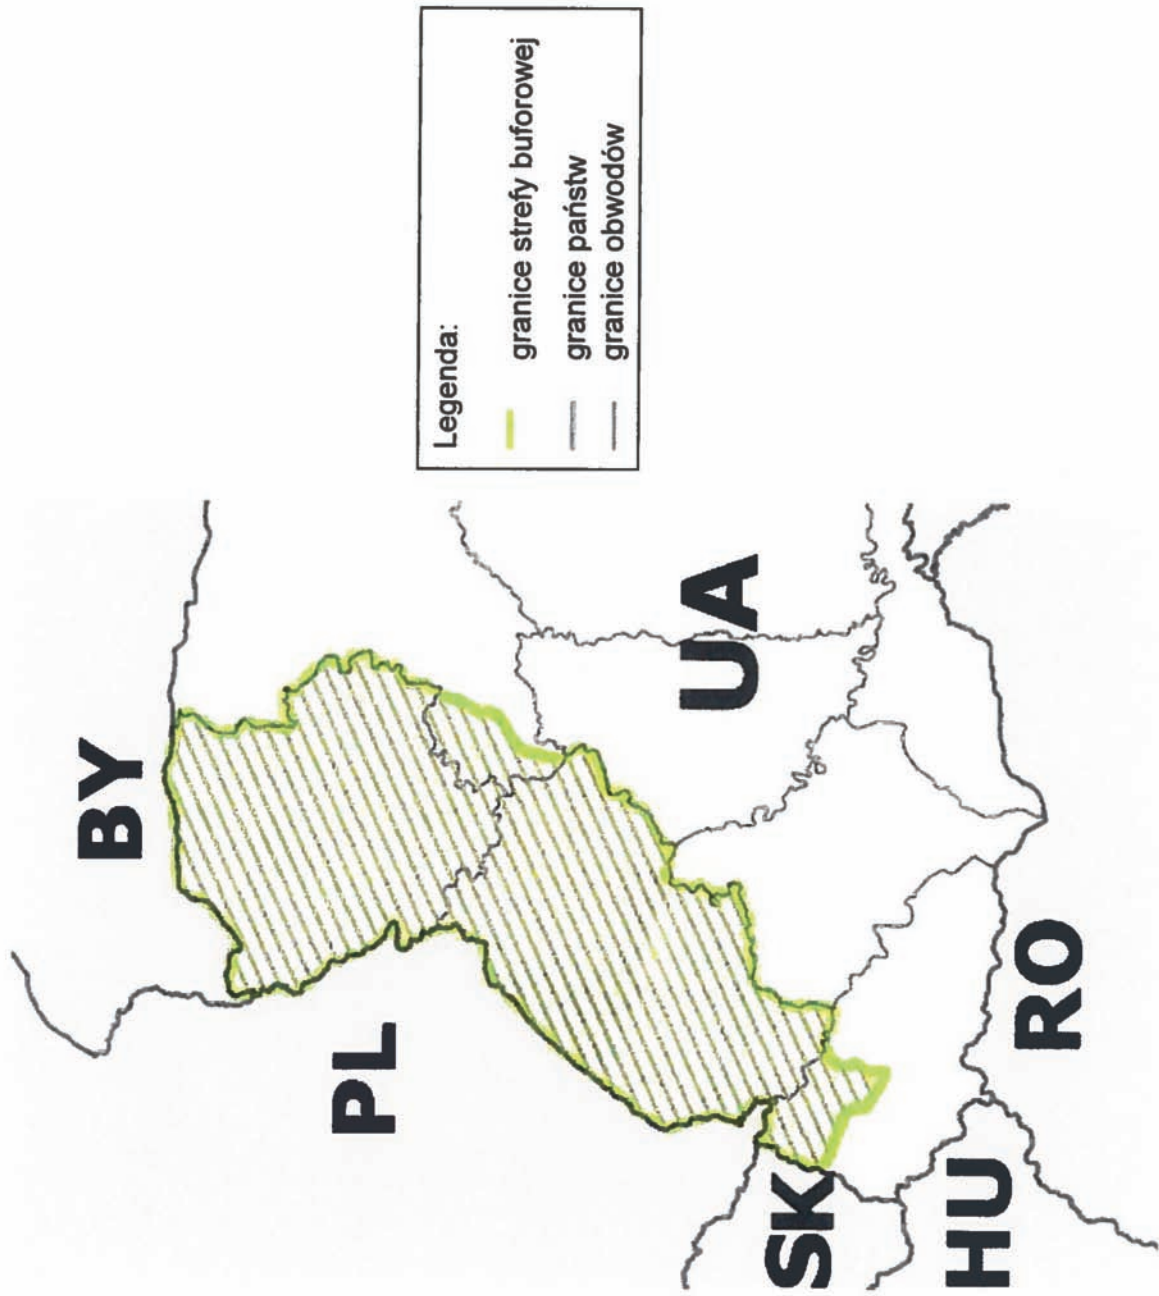 Legenda:
granice strefy buforowej
granice państw
granice obwodów
BY
PL
UA
SK
HU
RO